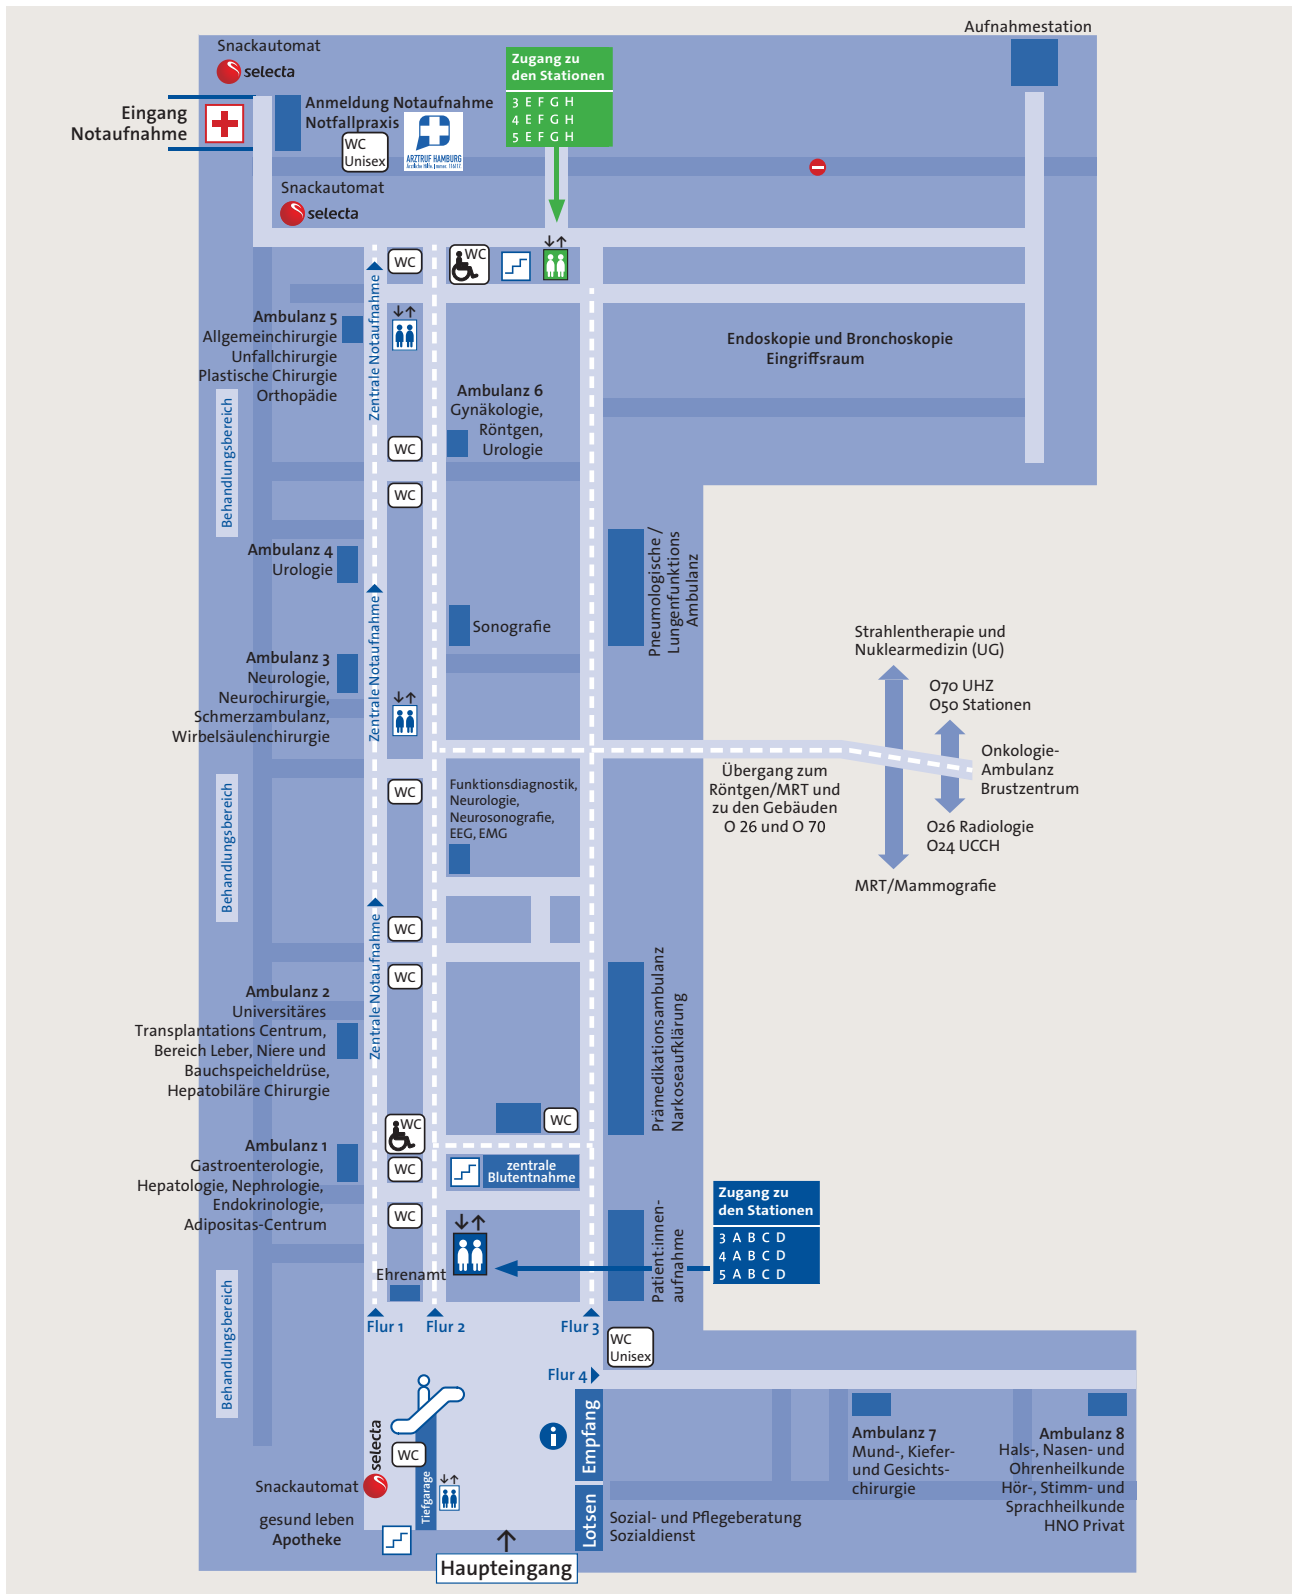 Aufnahmestation
Snackautomat
selecta
Zugang zu
den Stationen
3 E F G H
4 E F G H
5 E F G H
Eingang
Notaufnahme
Anmeldung Notaufnahme
Notfallpraxis
WC
Unisex
ARZTRUF HAMBURG
Snackautomat
selecta
WC
WC
Zentrale Notaufnahme
Ambulanz 5
Allgemeinchirurgie
Unfallchirurgie
Plastische Chirurgie
Orthopädie
Endoskopie und Bronchoskopie
Eingriffsraum
Ambulanz 6
Gynäkologie,
Röntgen,
Urologie
Behandlungsbereich
WC
WC
Ambulanz 4
Urologie
Pneumologische /
Lungenfunktions
Ambulanz
Zentrale Notaufnahme
Sonografie
Ambulanz 3
Neurologie,
Neurochirurgie,
Schmerzambulanz,
Wirbelsäulenchirurgie
Strahlentherapie und
Nuklearmedizin (UG)
O70 UHZ
O50 Stationen
Onkologie-
Ambulanz
Brustzentrum
Übergang zum
Röntgen/MRT und
zu den Gebäuden
O 26 und O 70
O26 Radiologie
O24 UCCH
MRT/Mammografie
Behandlungsbereich
WC
Funktionsdiagnostik,
Neurologie,
Neurosonografie,
EEG, EMG
WC
WC
Zentrale Notaufnahme
Prämedikationsambulanz
Narkoseaufklärung
Ambulanz 2
Universitäres
Transplantations Centrum,
Bereich Leber, Niere und
Bauchspeicheldrüse,
Hepatobiläre Chirurgie
WC
WC
Ambulanz 1
Gastroenterologie,
Hepatologie, Nephrologie,
Endokrinologie,
Adipositas-Centrum
WC
zentrale
Blutentnahme
WC
Zugang zu
den Stationen
3 A B C D
4 A B C D
5 A B C D
Patient:innen-
aufnahme
Ehrenamt
Behandlungsbereich
Flur 1
Flur 2
Flur 3
WC
Unisex
Flur 4
Empfang
Lotsen
selecta
WC
Tiefgarage
Snackautomat
gesund leben
Apotheke
Haupteingang
Sozial- und Pflegeberatung
Sozialdienst
Ambulanz 7
Mund-, Kiefer-
und Gesichts-
chirurgie
Ambulanz 8
Hals-, Nasen- und
Ohrenheilkunde
Hör-, Stimm- und
Sprachheilkunde
HNO Privat